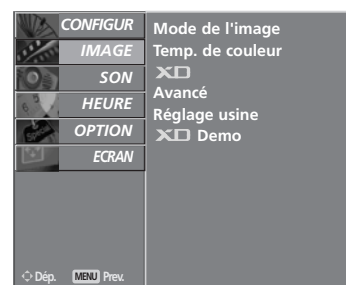 CONFIGUR
IMAGE
SON
HEURE
OPTION
ECRAN
Mode de l'image
Temp. de couleur
XD
Avancé
Réglage usine
XD Demo
Dép. MENU Prev.